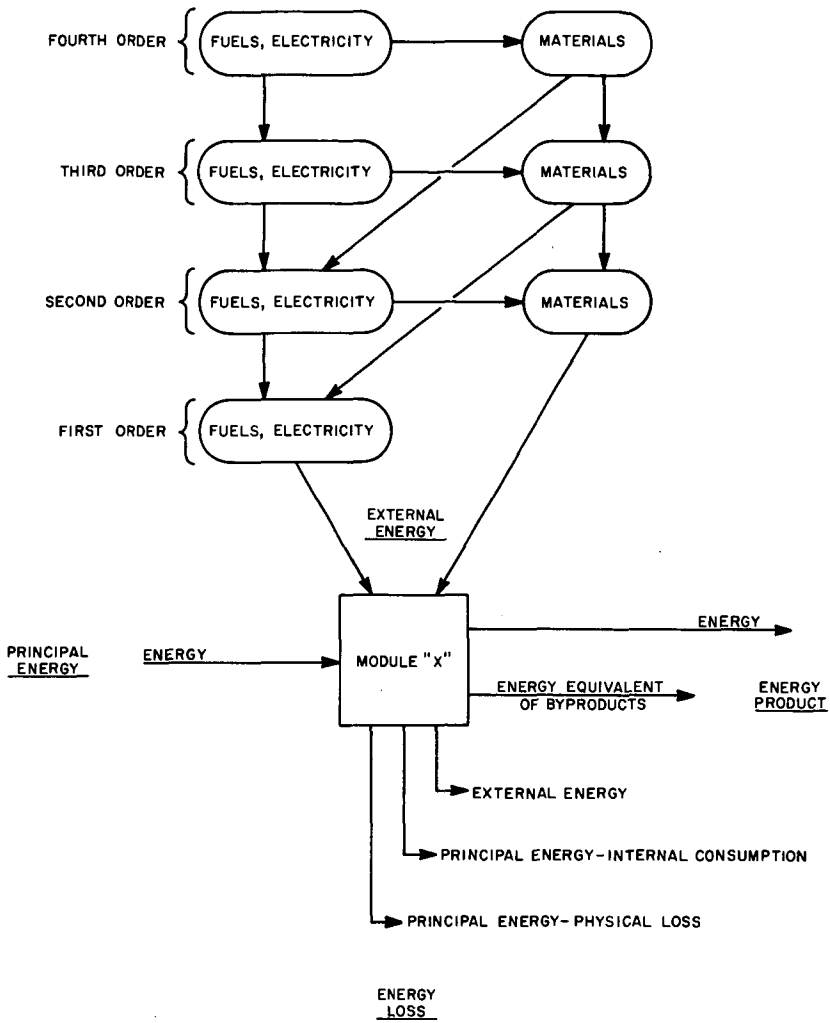 FOURTH ORDER
FUELS, ELECTRICITY
MATERIALS
THIRD ORDER
FUELS, ELECTRICITY
MATERIALS
SECOND ORDER
FUELS, ELECTRICITY
MATERIALS
FIRST ORDER
FUELS, ELECTRICITY
EXTERNAL
ENERGY
PRINCIPAL
ENERGY
ENERGY
MODULE "X"
ENERGY
ENERGY EQUIVALENT
OF BYPRODUCTS
ENERGY
PRODUCT
EXTERNAL ENERGY
PRINCIPAL ENERGY-INTERNAL CONSUMPTION
PRINCIPAL ENERGY-PHYSICAL LOSS
ENERGY
LOSS